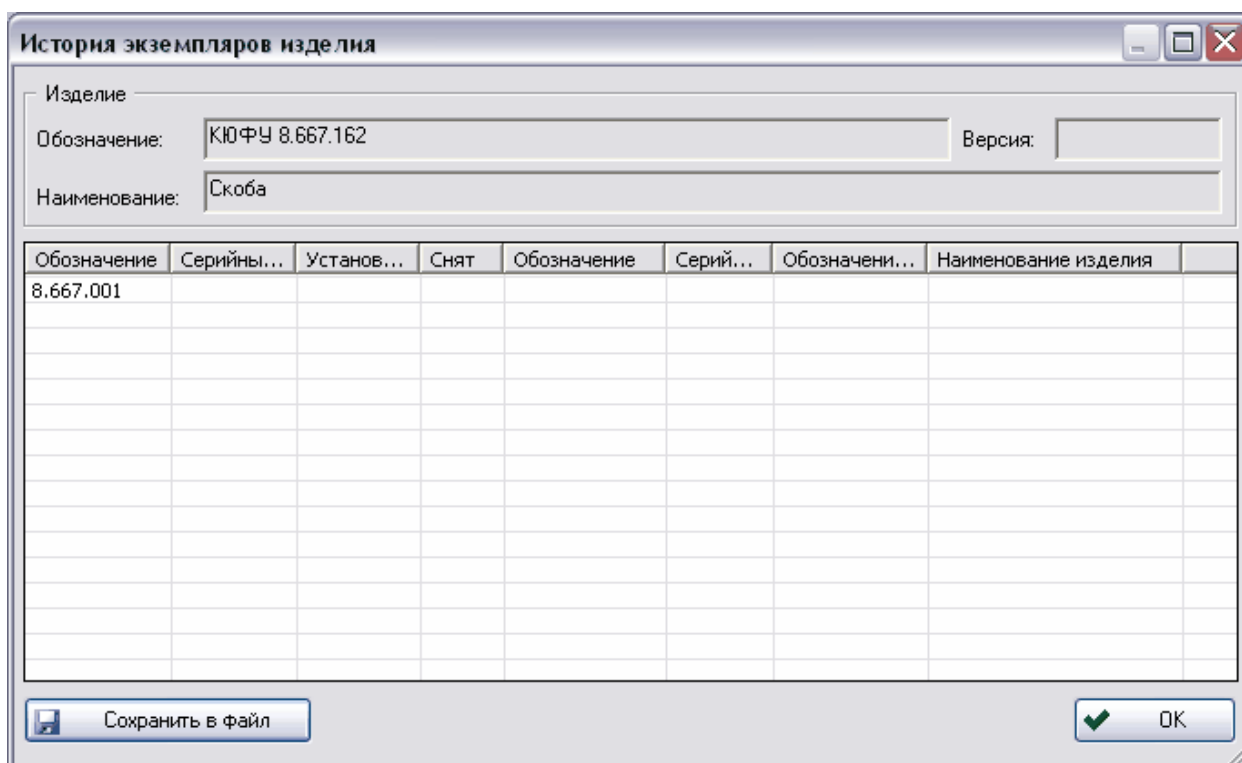 История экземпляров изделия
Изделие
Обозначение: КЮФУ 8.667.162 Версия:
Наименование: Скоба
Обозначение Серийны... Установ... Снят Обозначение Серий... Обозначени... Наименование изделия
8.667.001
Сохранить в файл OK